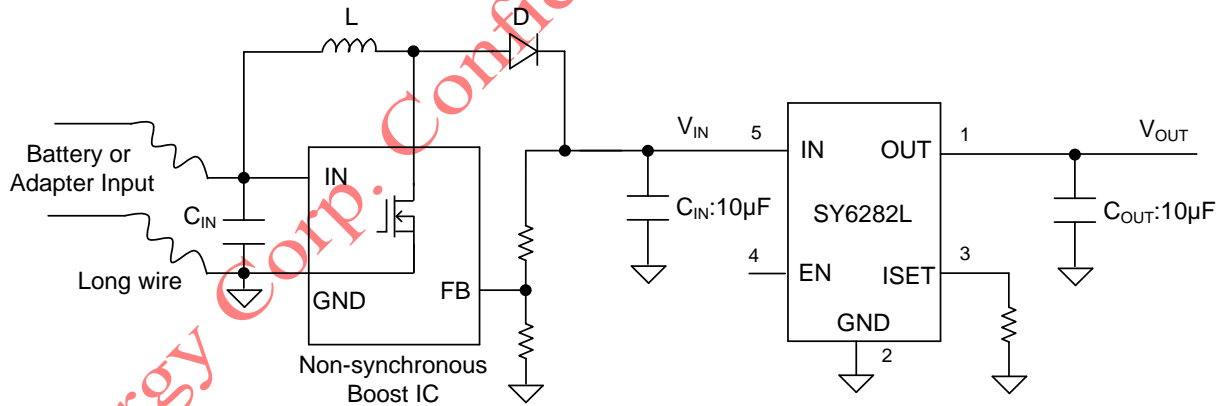 L
D
Battery or
Adapter Input
Long wire
CIN
IN
GND
FB
Non-synchronous
Boost IC
VIN
CIN:10µF
5
IN
OUT
1
SY6282L
4
EN
ISET
3
GND
2
VOUT
COUT:10µF
Corp.